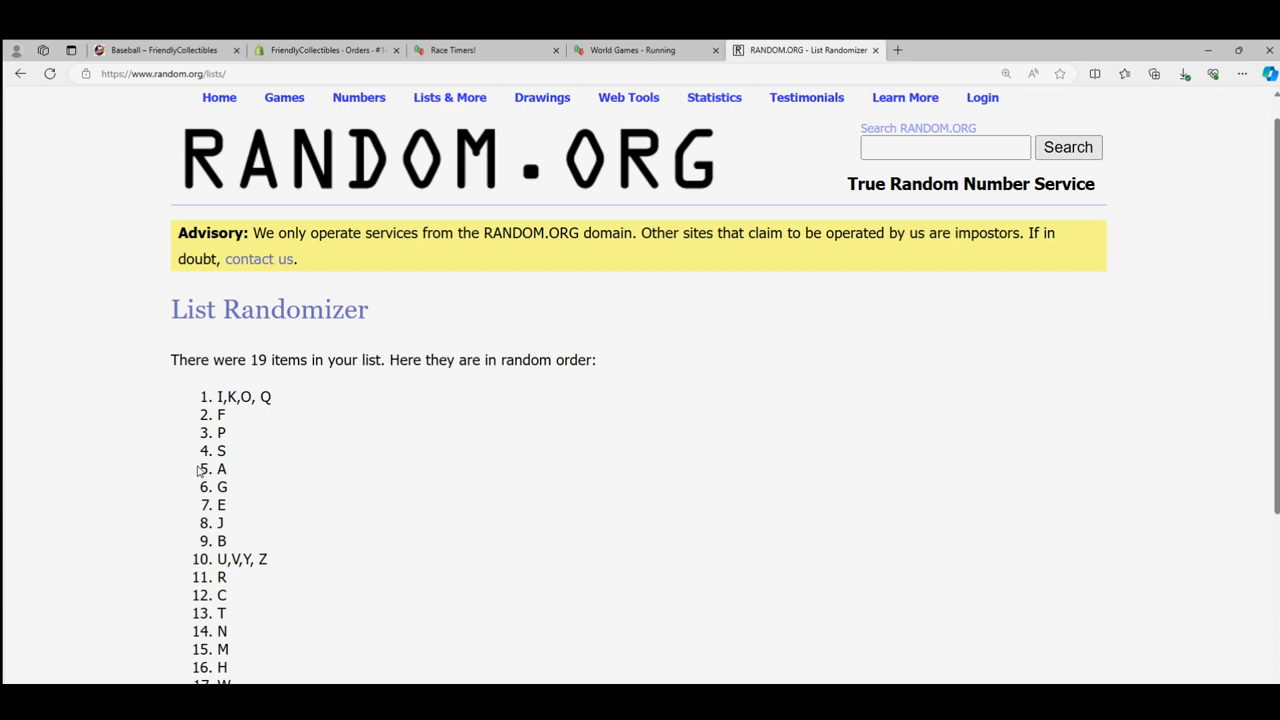 Baseball – FriendlyCollectibles
FriendlyCollectibles · Orders · #1
Race Timers!
World Games - Running
RANDOM.ORG - List Randomizer
https://www.random.org/lists/
Home Games Numbers Lists & More Drawings Web Tools Statistics Testimonials Learn More Login
RANDOM.ORG
Search RANDOM.ORG
Search
True Random Number Service
Advisory: We only operate services from the RANDOM.ORG domain. Other sites that claim to be operated by us are impostors. If in
doubt, contact us.
List Randomizer
There were 19 items in your list. Here they are in random order:
1. I,K,O, Q
2. F
3. P
4. S
5. A
6. G
7. E
8. J
9. B
10. U,V,Y, Z
11. R
12. C
13. T
14. N
15. M
16. H
17. W